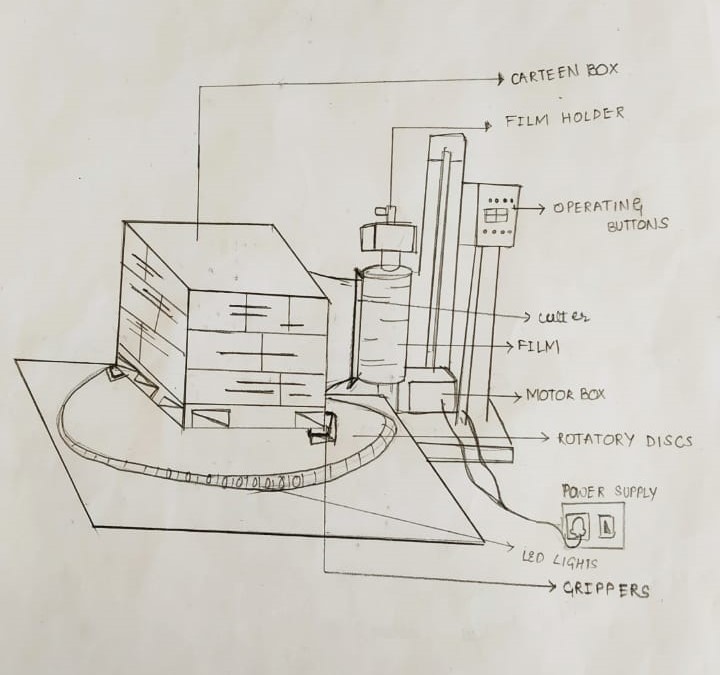 CARTEEN BOX
FILM HOLDER
OPERATING
BUTTONS
cutter
FILM
MOTOR BOX
ROTATORY DISCS
POWER SUPPLY
LED LIGHTS
GRIPPERS